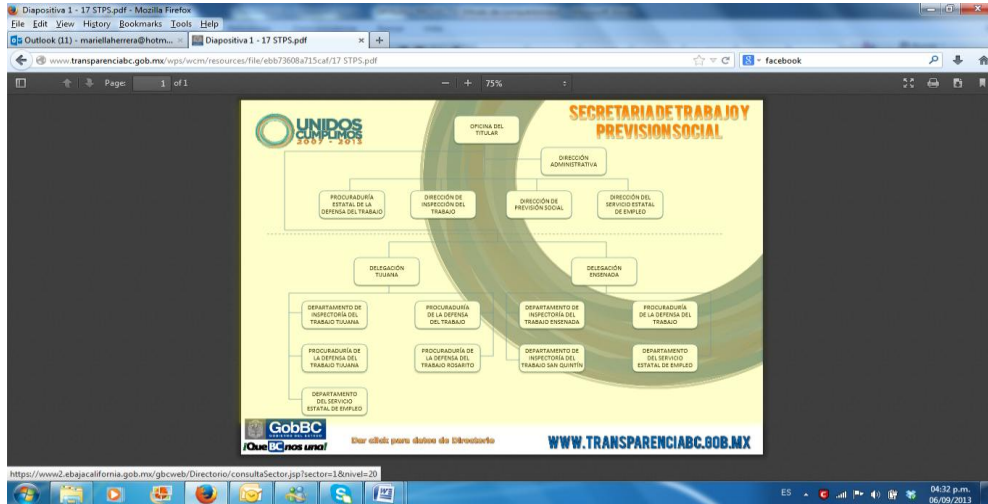 Diapositiva 1 - 17 STPS.pdf - Mozilla Firefox
File Edit View History Bookmarks Tools Help
Outlook (11) - mariellaherrera@hotm...
Diapositiva 1 - 17 STPS.pdf
www.transparenciabc.gob.mx/wps/wcm/resources/file/ebb73608a715caf/17 STPS.pdf
facebook
Page: 1 of 1
75%
UNIDOS
CUMPLIMOS
2007 - 2013
SECRETARIA DE TRABAJO Y
PREVISION SOCIAL
OFICINA DEL
TITULAR
DIRECCIÓN
ADMINISTRATIVA
PROCURADURÍA
ESTATAL DE LA
DEFENSA DEL TRABAJO
DIRECCIÓN DE
INSPECCIÓN DEL
TRABAJO
DIRECCIÓN DE
PREVISIÓN SOCIAL
DIRECCIÓN DEL
SERVICIO ESTATAL
DE EMPLEO
DELEGACIÓN
TIJUANA
DELEGACIÓN
ENSENADA
DEPARTAMENTO DE
INSPECTORÍA DEL
TRABAJO TIJUANA
PROCURADURÍA
DE LA DEFENSA
DEL TRABAJO
DEPARTAMENTO DE
INSPECTORÍA DEL
TRABAJO ENSENADA
PROCURADURÍA
DE LA DEFENSA DEL
TRABAJO
PROCURADURÍA DE
LA DEFENSA DEL
TRABAJO TIJUANA
PROCURADURÍA DE
LA DEFENSA DEL
TRABAJO ROSARITO
DEPARTAMENTO DE
INSPECTORÍA DEL
TRABAJO SAN QUINTÍN
DEPARTAMENTO
DEL SERVICIO
ESTATAL DE EMPLEO
DEPARTAMENTO
DEL SERVICIO
ESTATAL DE EMPLEO
GobBC
GOBIERNO DEL ESTADO
¡Que BC nos una!
Dar click para datos de Directorio
WWW.TRANSPARENCIABC.GOB.MX
https://www2.ebajacalifornia.gob.mx/gbcweb/Directorio/consultaSector.jsp?sector=1&nivel=20
ES
04:32 p.m.
06/09/2013